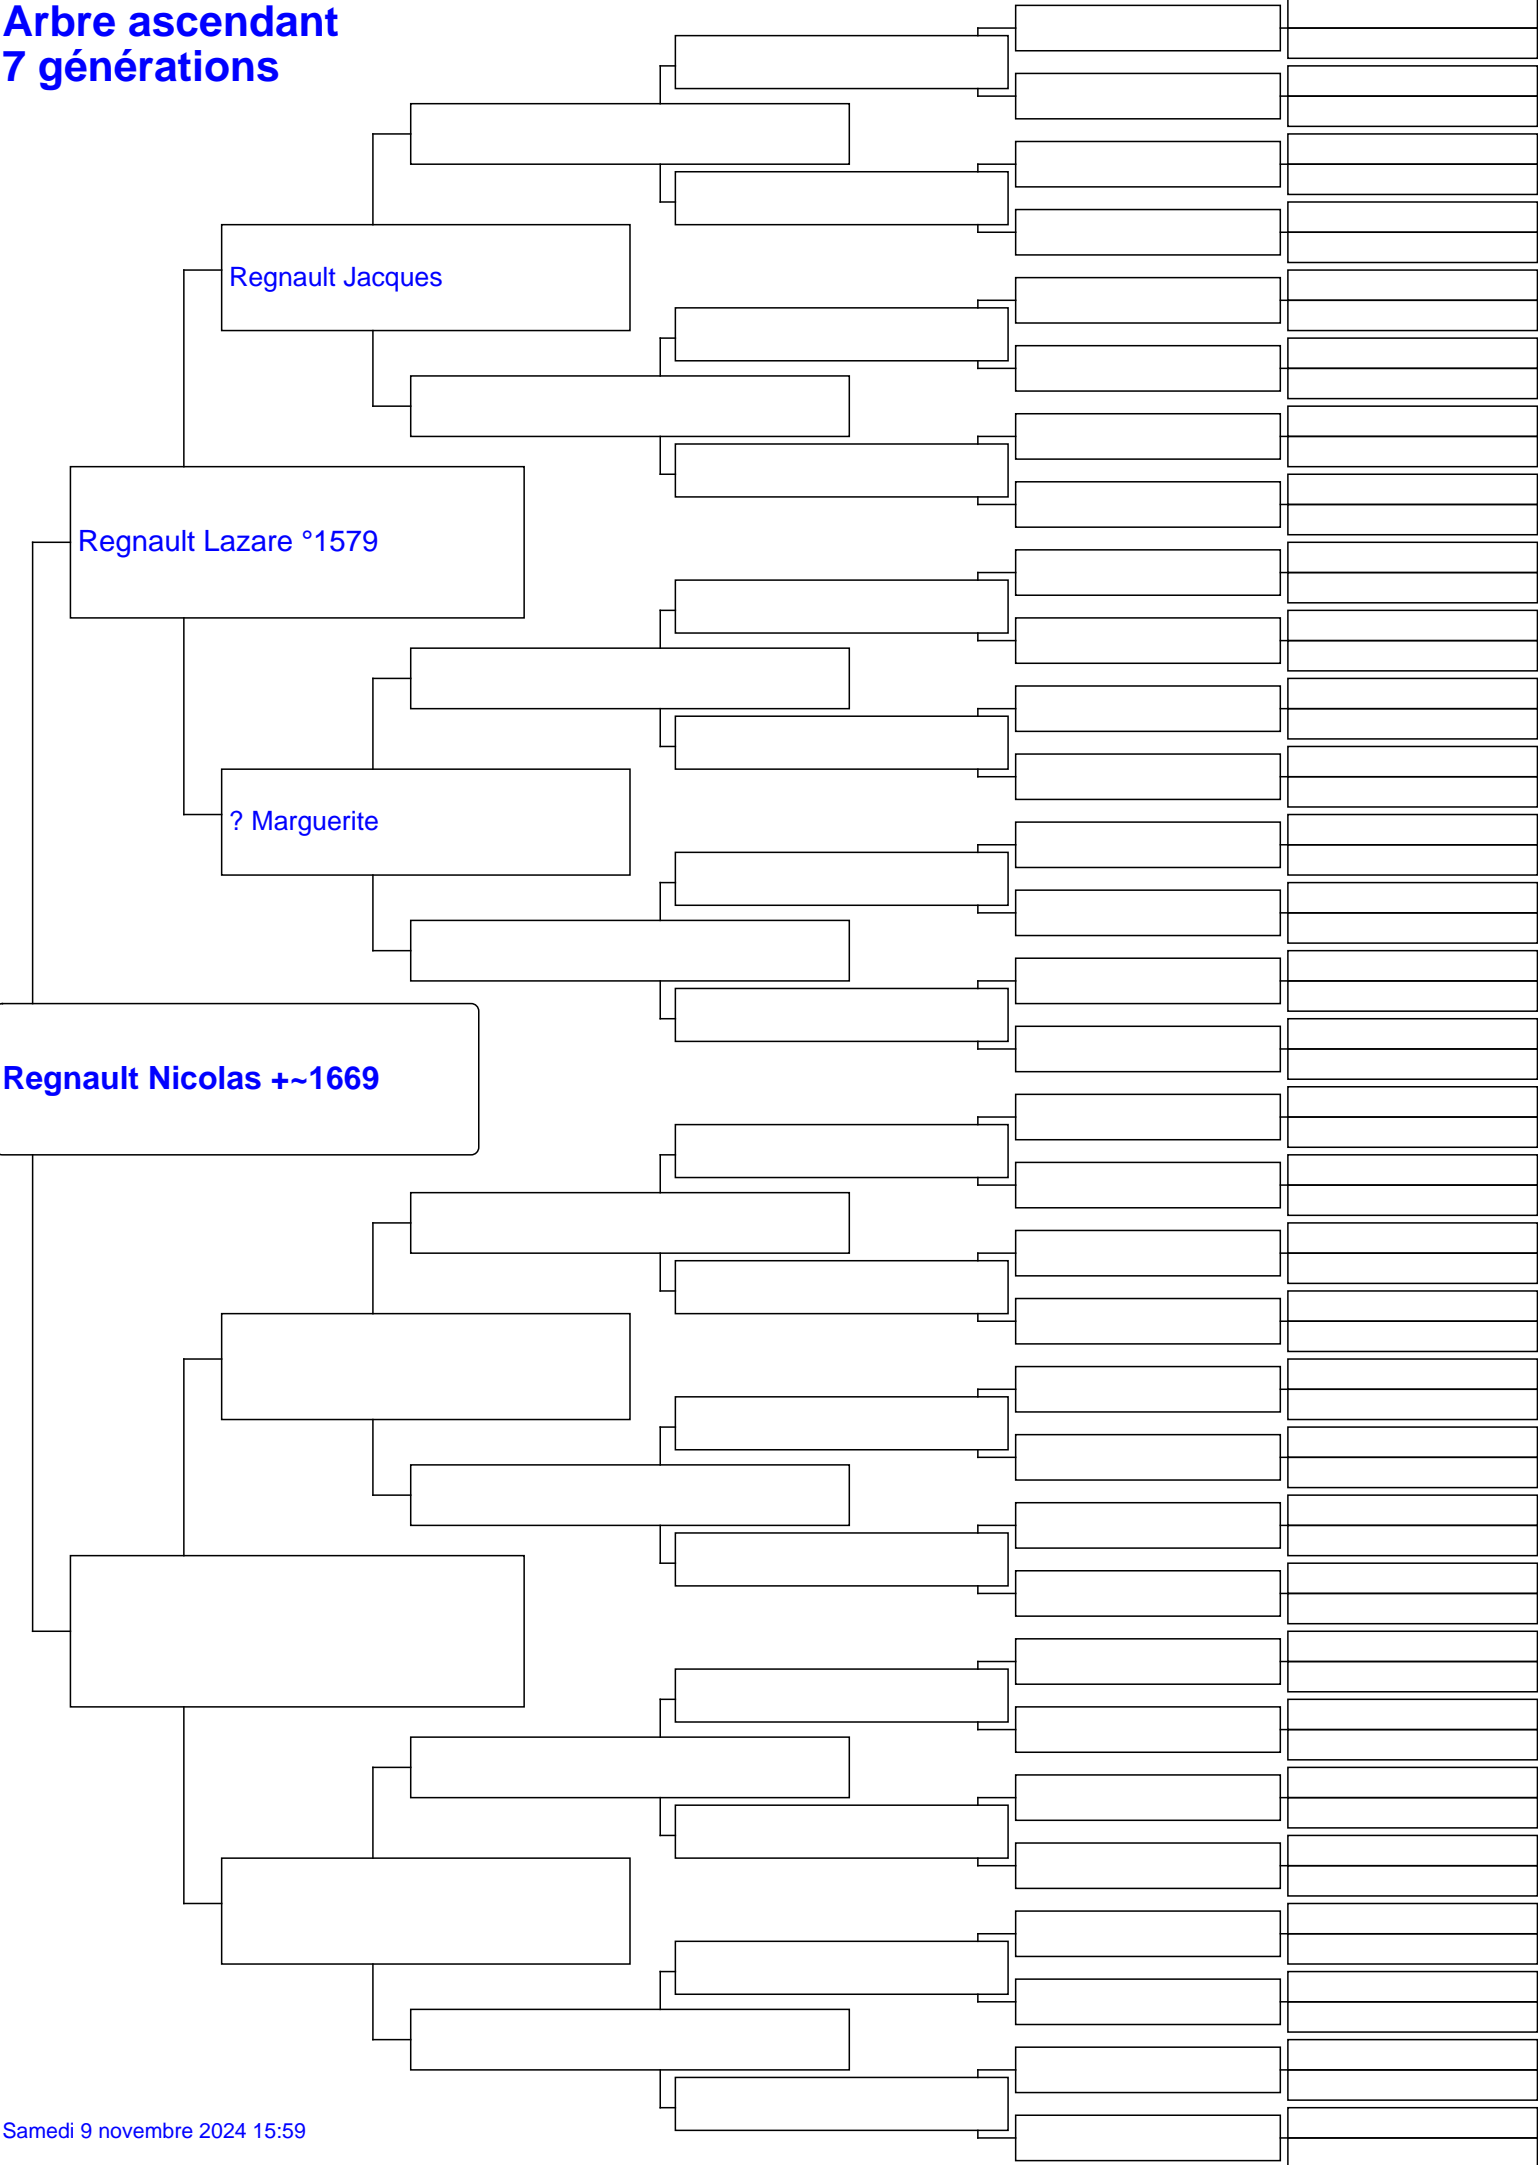 Arbre ascendant
7 générations
Regnault Jacques
Regnault Lazare °1579
? Marguerite
Regnault Nicolas +~1669
Samedi 9 novembre 2024 15:59